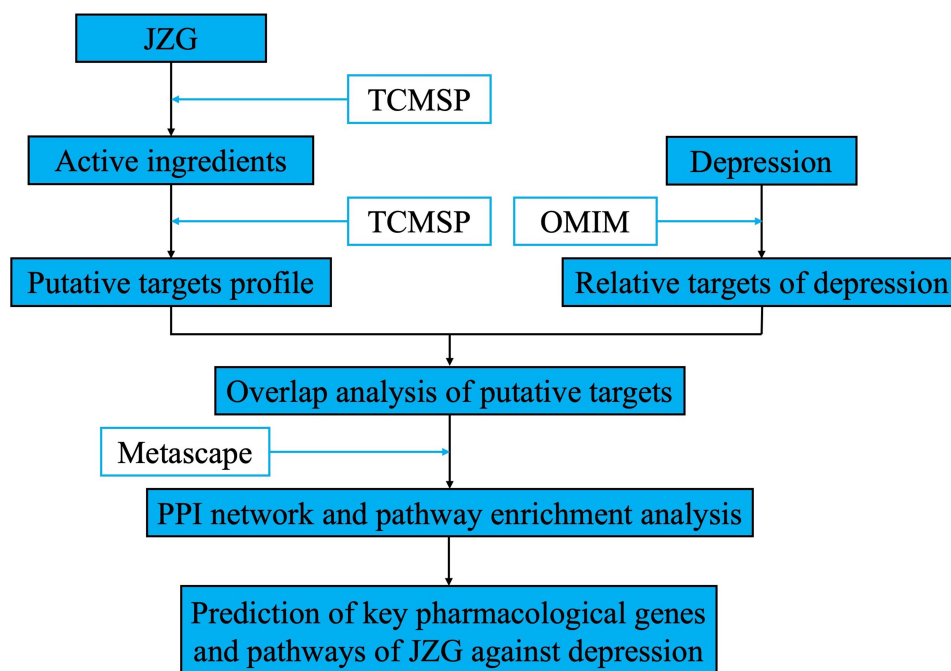 JZG
TCMSP
Active ingredients
Depression
TCMSP
OMIM
Putative targets profile
Relative targets of depression
Overlap analysis of putative targets
Metascape
PPI network and pathway enrichment analysis
Prediction of key pharmacological genes
and pathways of JZG against depression